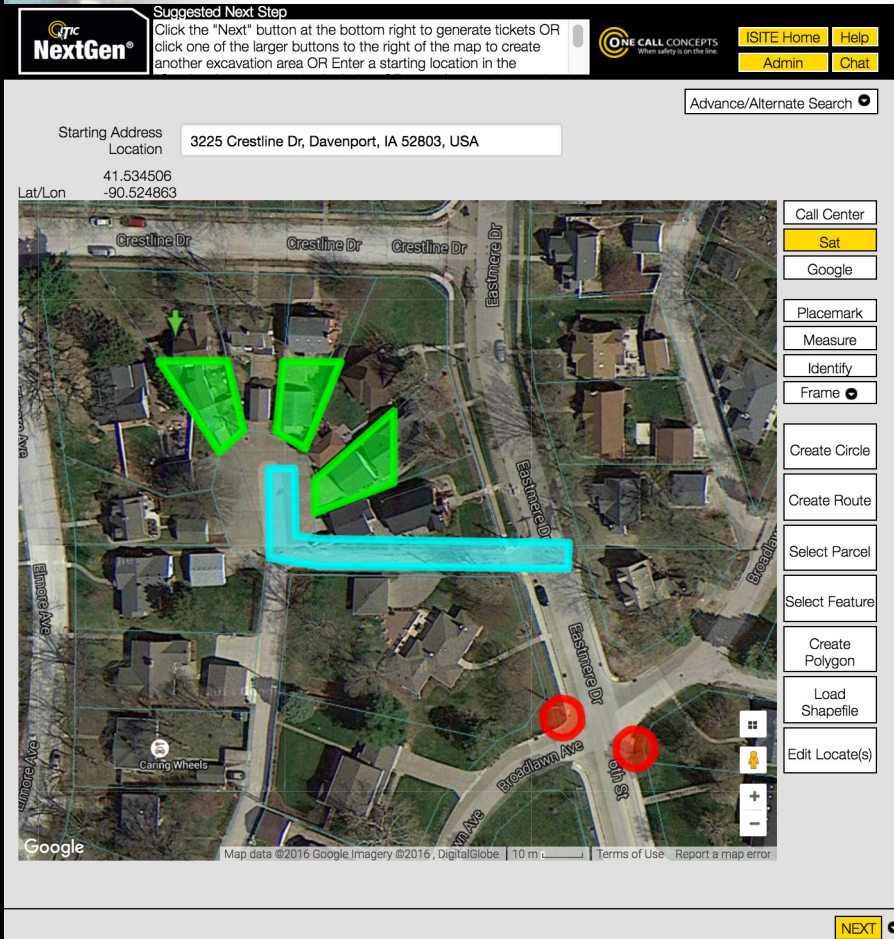 ITIC
NextGen®
Suggested Next Step
Click the "Next" button at the bottom right to generate tickets OR
click one of the larger buttons to the right of the map to create
another excavation area OR Enter a starting location in the
ONE CALL CONCEPTS
When safety is on the line.
ISITE Home
Help
Admin
Chat
Advance/Alternate Search
Starting Address
Location
3225 Crestline Dr, Davenport, IA 52803, USA
41.534506
Lat/Lon -90.524863
Call Center
Sat
Google
Placemark
Measure
Identify
Frame
Create Circle
Create Route
Select Parcel
Select Feature
Create
Polygon
Load
Shapefile
Edit Locate(s)
Crestline Dr
Crestline Dr
Crestline Dr
Eastmere Dr
Eastmere Dr
Elmore Ave
Eastmere Dr
Caring Wheels
Elmore Ave
Broadlawn Ave
Google
Map data ©2016 Google Imagery ©2016 , DigitalGlobe
10 m
Terms of Use
Report a map error
NEXT